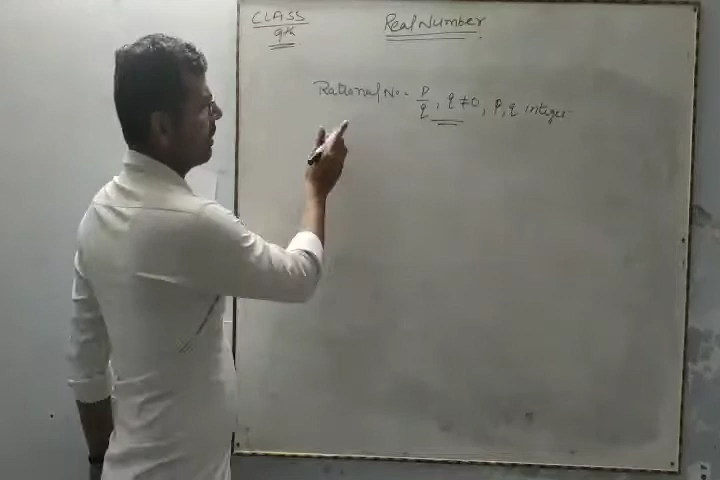 CLASS
9th
Real Number
Rational No = p/q, q ≠ 0, p, q integer